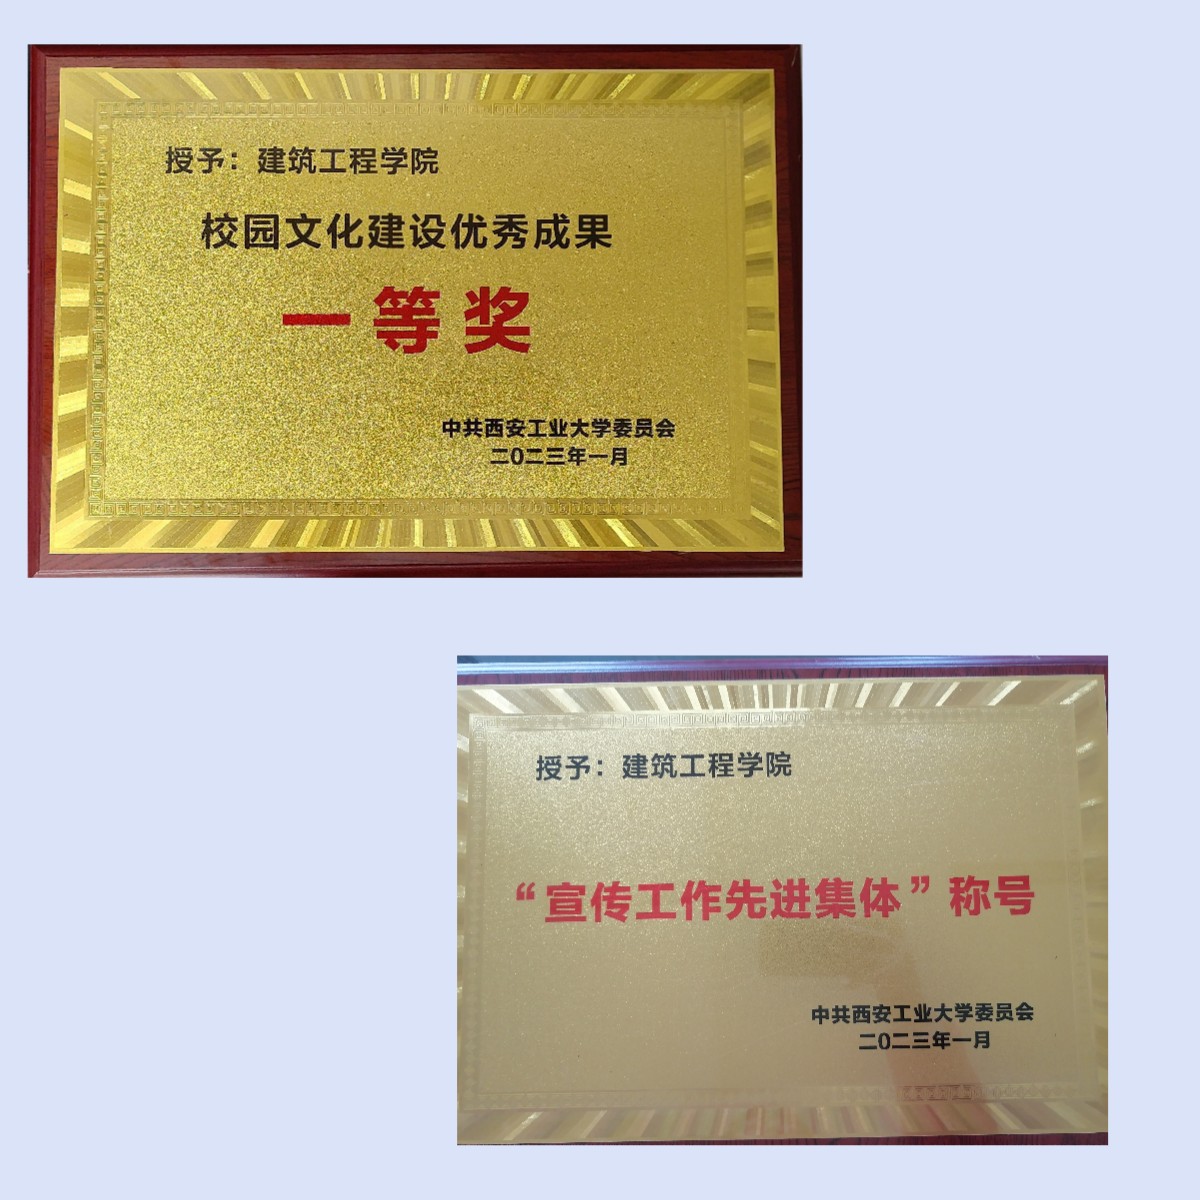 授予：建筑工程学院
校园文化建设优秀成果
一等奖
中共西安工业大学委员会
二〇二三年一月
授予：建筑工程学院
“宣传工作先进集体”称号
中共西安工业大学委员会
二〇二三年一月